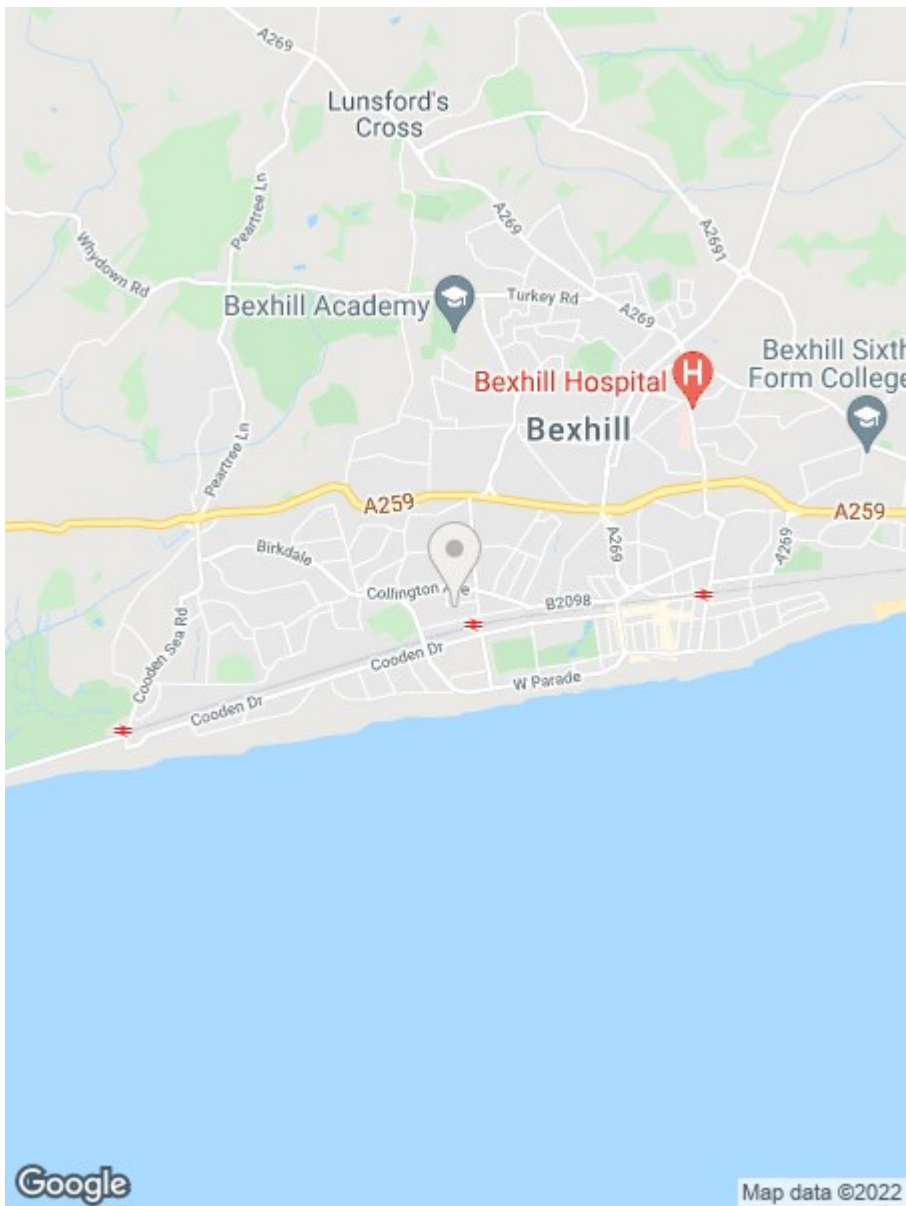 A269
Lunsford's
Cross
Peartree Ln
Whydown Rd
A269
A2691
Bexhill Academy
Turkey Rd
A269
Bexhill Sixth
Form College
Bexhill Hospital
H
Bexhill
Peartree Ln
A259
A259
Birkdale
A269
A269
Collington Ave
B2098
Cooden Sea Rd
Cooden Dr
W Parade
Cooden Dr
Google
Map data ©2022